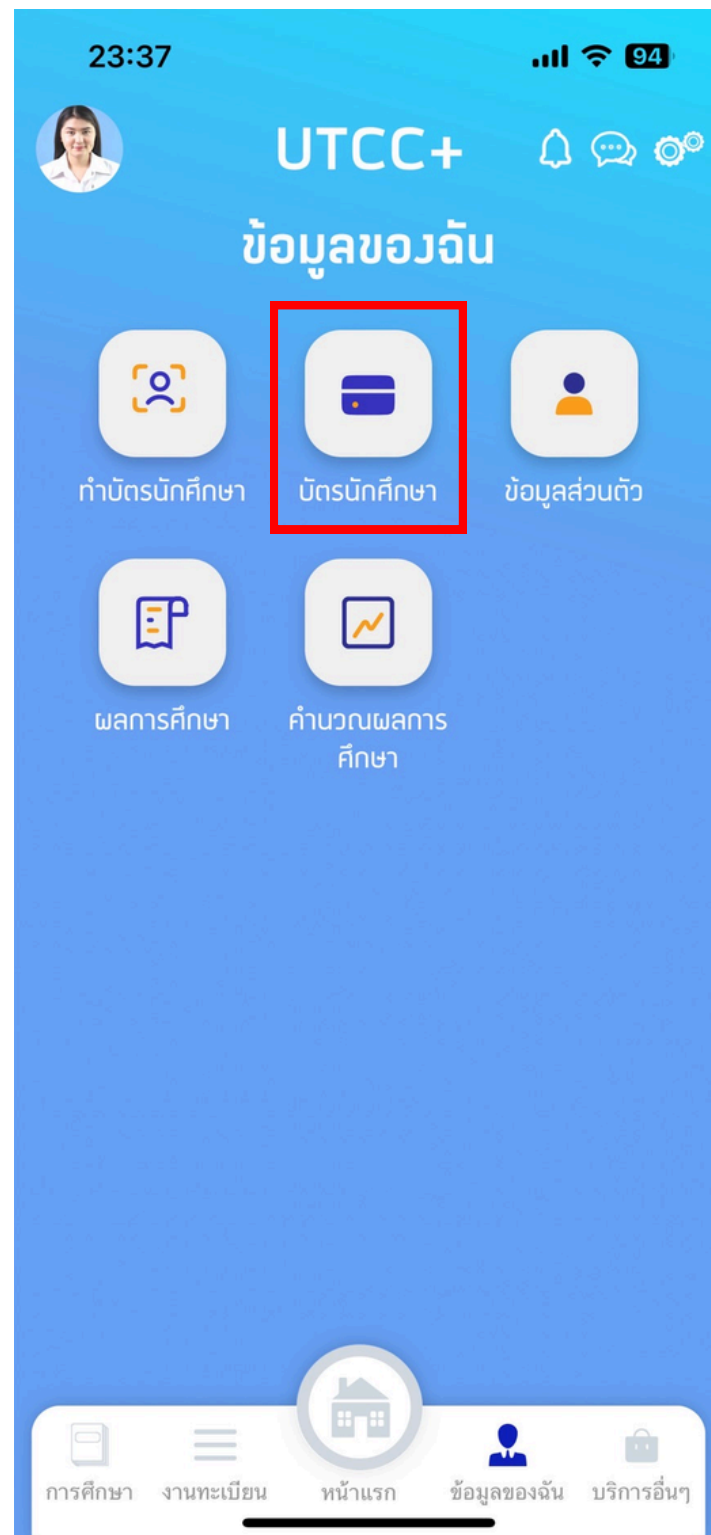 23:37
94
UTCC+
ข้อมูลของฉัน
ทำบัตรนักศึกษา
บัตรนักศึกษา
ข้อมูลส่วนตัว
ผลการศึกษา
คำนวณผลการ
ศึกษา
การศึกษา
งานทะเบียน
หน้าแรก
ข้อมูลของฉัน
บริการอื่นๆ